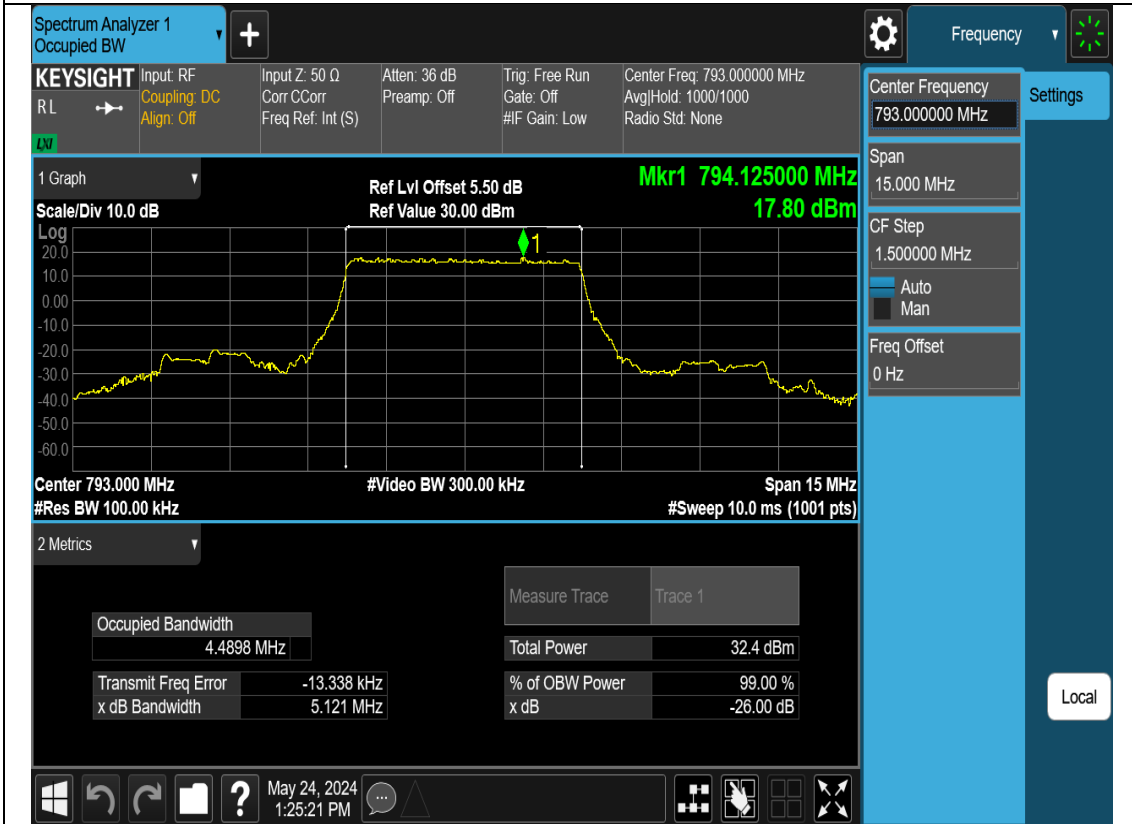 Spectrum Analyzer 1
Occupied BW
Frequency
KEYSIGHT
R L
LXI
Input: RF
Coupling: DC
Align: Off
Input Z: 50 Ω
Corr CCorr
Freq Ref: Int (S)
Atten: 36 dB
Preamp: Off
Trig: Free Run
Gate: Off
#IF Gain: Low
Center Freq: 793.000000 MHz
Avg|Hold: 1000/1000
Radio Std: None
Center Frequency
793.000000 MHz
Settings
Span
15.000 MHz
CF Step
1.500000 MHz
Auto
Man
Freq Offset
0 Hz
Local
1 Graph
Scale/Div 10.0 dB
Ref Lvl Offset 5.50 dB
Ref Value 30.00 dBm
Mkr1 794.125000 MHz
17.80 dBm
Log
20.0
10.0
0.00
-10.0
-20.0
-30.0
-40.0
-50.0
-60.0
1
Center 793.000 MHz
#Video BW 300.00 kHz
Span 15 MHz
#Res BW 100.00 kHz
#Sweep 10.0 ms (1001 pts)
2 Metrics
Measure Trace
Trace 1
Occupied Bandwidth
4.4898 MHz
Total Power
32.4 dBm
Transmit Freq Error
-13.338 kHz
% of OBW Power
99.00 %
x dB Bandwidth
5.121 MHz
x dB
-26.00 dB
?
May 24, 2024
1:25:21 PM